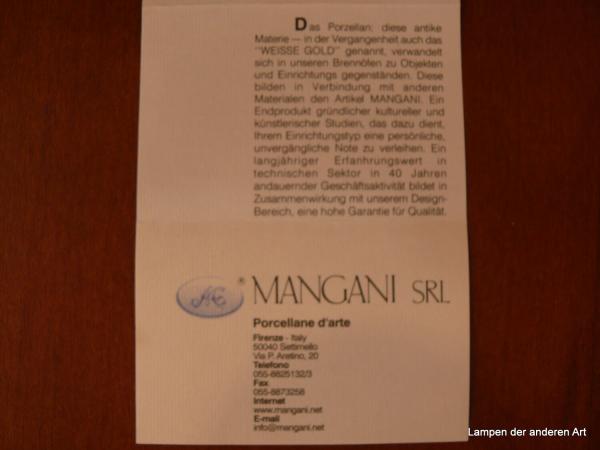 Das Porzellan; diese antike
Materie — in der Vergangenheit auch das
"WEISSE GOLD" genannt, verwandelt
sich in unseren Brennöfen zu Objekten
und Einrichtungs gegenständen. Diese
bilden in Verbindung mit anderen
Materialen den Artikel MANGANI. Ein
Endprodukt gründlicher kultureller und
künstlerischer Studien, das dazu dient,
Ihrem Einrichtungstyp eine persönliche,
unvergängliche Note zu verleihen. Ein
langjähriger Erfanhrungswert in
technischen Sektor in 40 Jahren
andauernder Geschäftsaktivität bildet in
Zusammenwirkung mit unserem Design-
Bereich, eine hohe Garantie für Qualität.
® MANGANI SRL
Porcellane d'arte
Firenze - Italy
50040 Settimello
Via P. Aretino, 20
Telefono
055-8825132/3
Fax
055-8873258
Internet
www.mangani.net
E-mail
info@mangani.net
Lampen der anderen Art